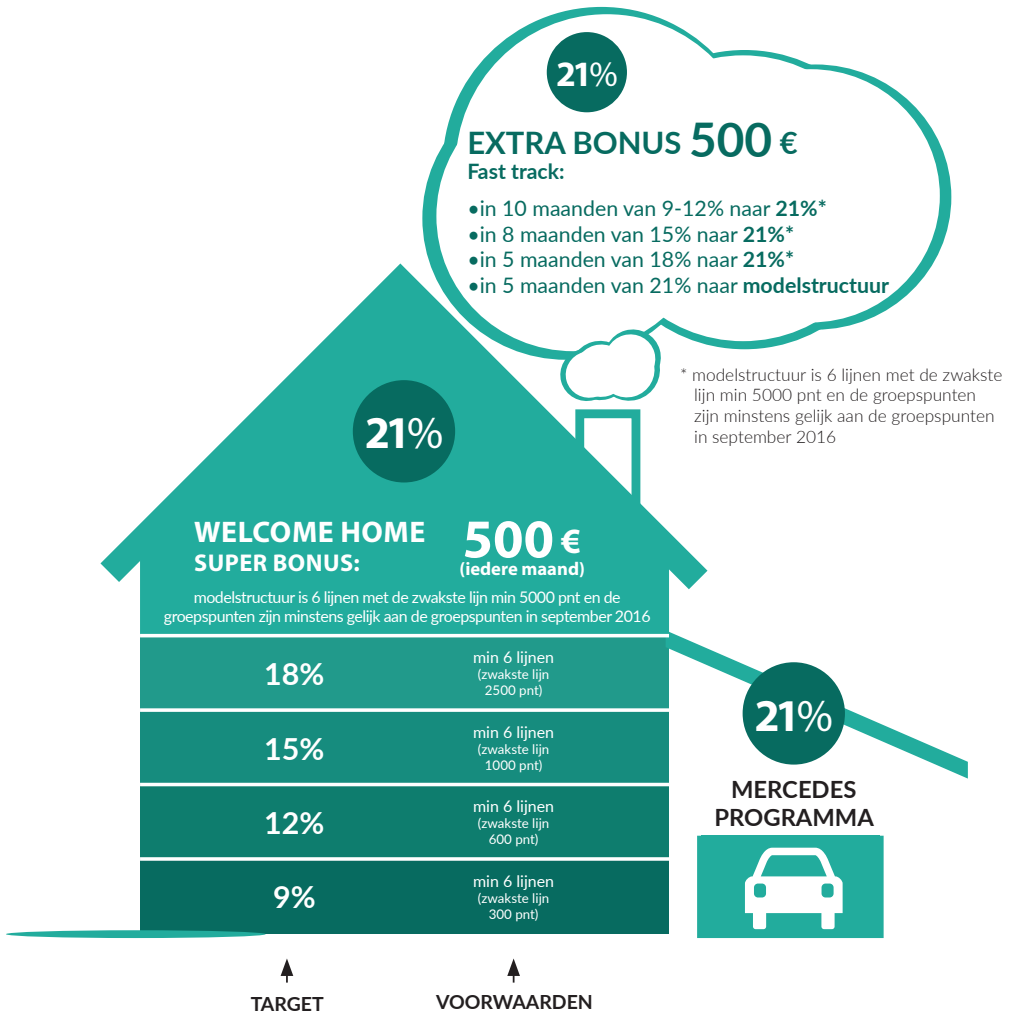 21%
EXTRA BONUS 500 €
Fast track:
•in 10 maanden van 9-12% naar 21%*
•in 8 maanden van 15% naar 21%*
•in 5 maanden van 18% naar 21%*
•in 5 maanden van 21% naar modelstructuur
* modelstructuur is 6 lijnen met de zwakste
lijn min 5000 pnt en de groepspunten
zijn minstens gelijk aan de groepspunten
in september 2016
21%
WELCOME HOME
SUPER BONUS:
500 €
(iedere maand)
modelstructuur is 6 lijnen met de zwakste lijn min 5000 pnt en de
groepspunten zijn minstens gelijk aan de groepspunten in september 2016
18%
min 6 lijnen
(zwakste lijn
2500 pnt)
15%
min 6 lijnen
(zwakste lijn
1000 pnt)
12%
min 6 lijnen
(zwakste lijn
600 pnt)
9%
min 6 lijnen
(zwakste lijn
300 pnt)
21%
MERCEDES
PROGRAMMA
TARGET
VOORWAARDEN